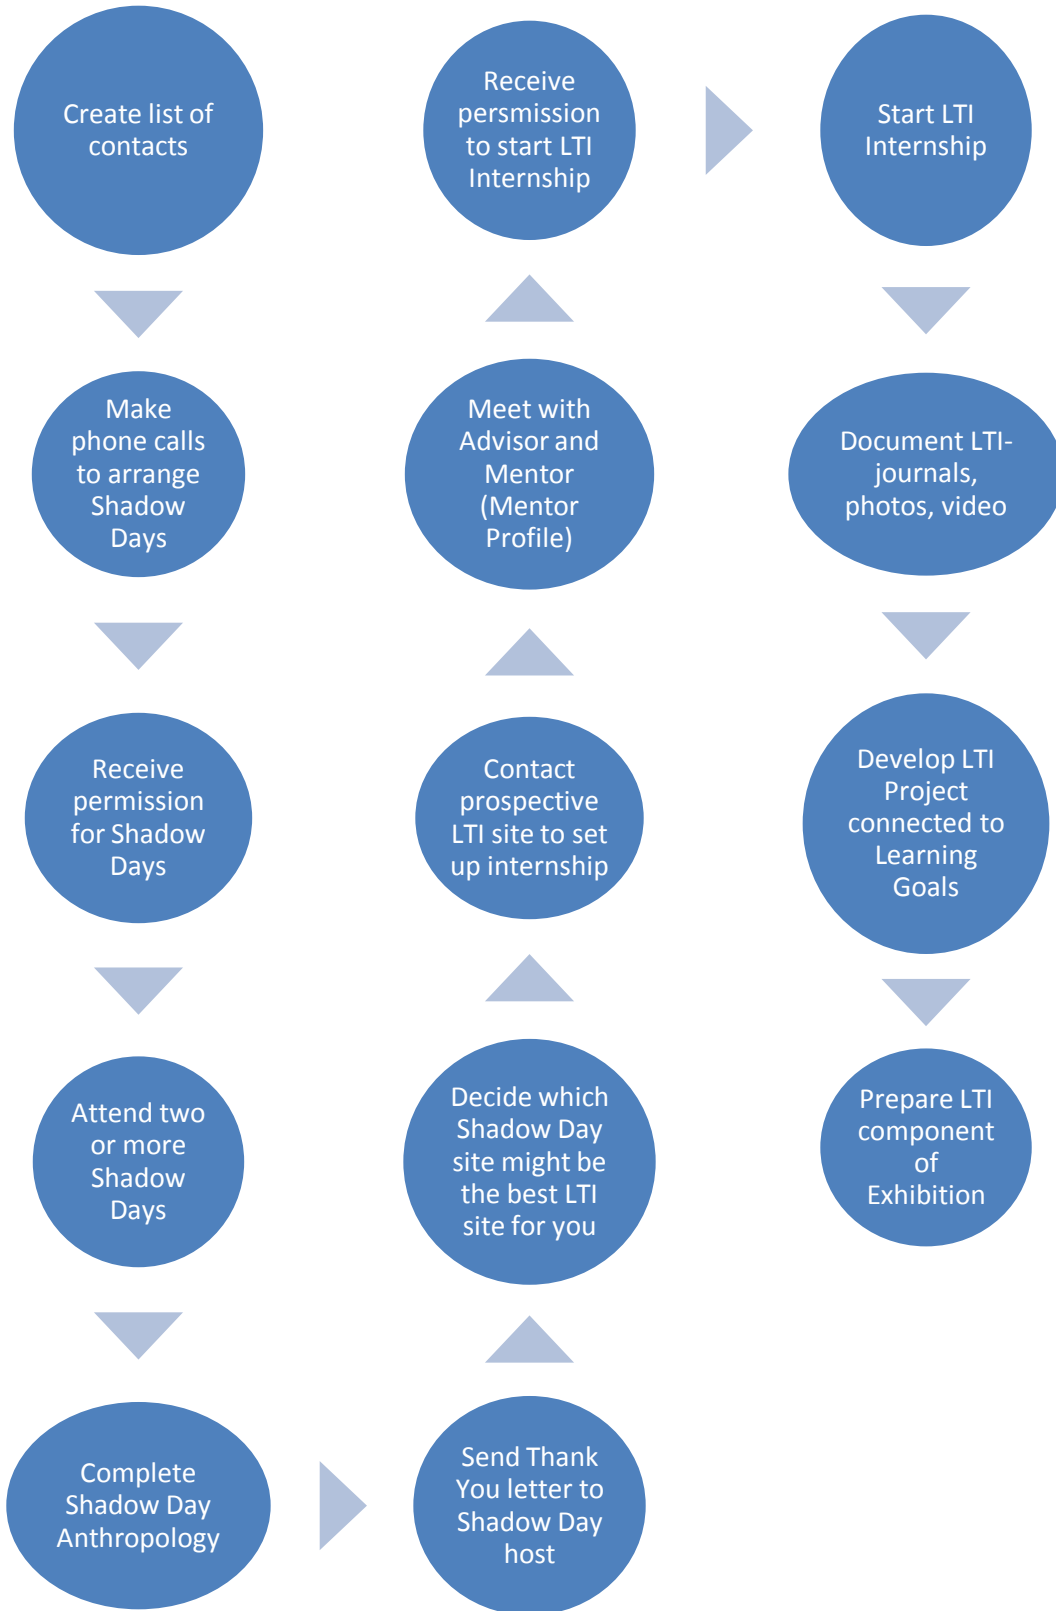 Create list of
contacts
Make
phone calls
to arrange
Shadow
Days
Receive
permission
for Shadow
Days
Attend two
or more
Shadow
Days
Complete
Shadow Day
Anthropology
Send Thank
You letter to
Shadow Day
host
Decide which
Shadow Day
site might be
the best LTI
site for you
Contact
prospective
LTI site to set
up internship
Meet with
Advisor and
Mentor
(Mentor
Profile)
Receive
persmission
to start LTI
Internship
Start LTI
Internship
Document LTI-
journals,
photos, video
Develop LTI
Project
connected to
Learning
Goals
Prepare LTI
component
of
Exhibition